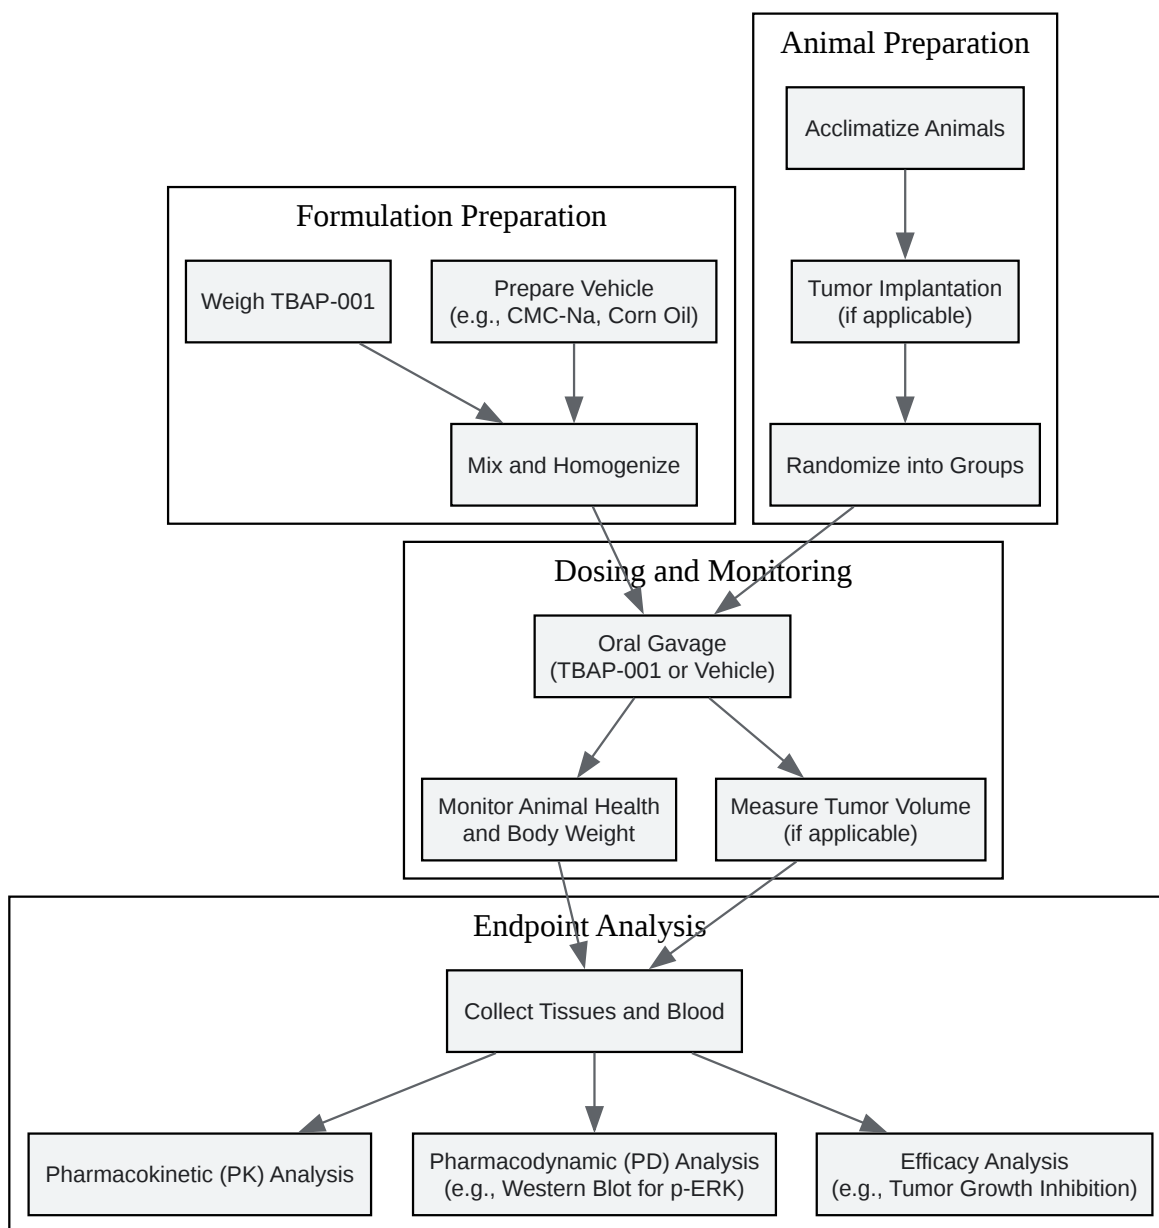 Animal Preparation
Acclimatize Animals
Tumor Implantation
(if applicable)
Randomize into Groups
Formulation Preparation
Weigh TBAP-001
Prepare Vehicle
(e.g., CMC-Na, Corn Oil)
Mix and Homogenize
Dosing and Monitoring
Oral Gavage
(TBAP-001 or Vehicle)
Monitor Animal Health
and Body Weight
Measure Tumor Volume
(if applicable)
Endpoint Analysis
Collect Tissues and Blood
Pharmacokinetic (PK) Analysis
Pharmacodynamic (PD) Analysis
(e.g., Western Blot for p-ERK)
Efficacy Analysis
(e.g., Tumor Growth Inhibition)